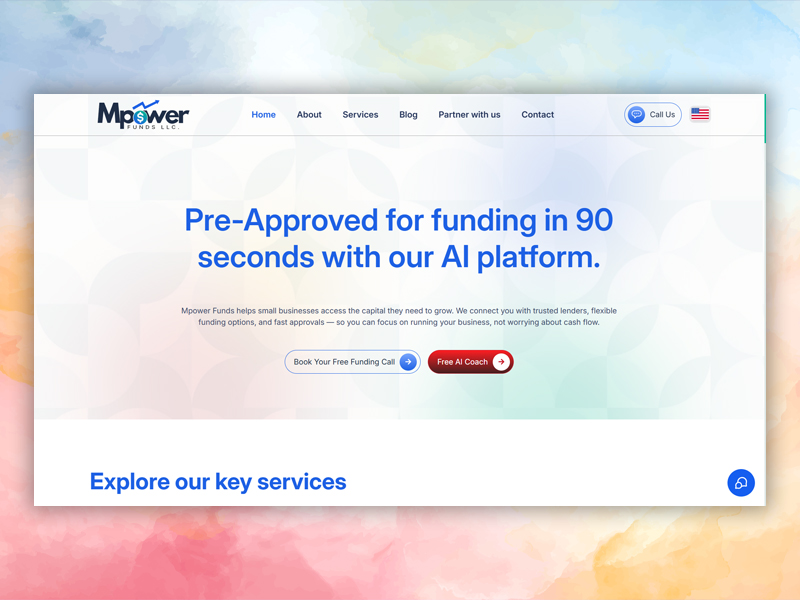 Mpower
FUNDS LLC.
Home
About
Services
Blog
Partner with us
Contact
Call Us
Pre-Approved for funding in 90
seconds with our AI platform.
Mpower Funds helps small businesses access the capital they need to grow. We connect you with trusted lenders, flexible
funding options, and fast approvals — so you can focus on running your business, not worrying about cash flow.
Book Your Free Funding Call
Free AI Coach
Explore our key services